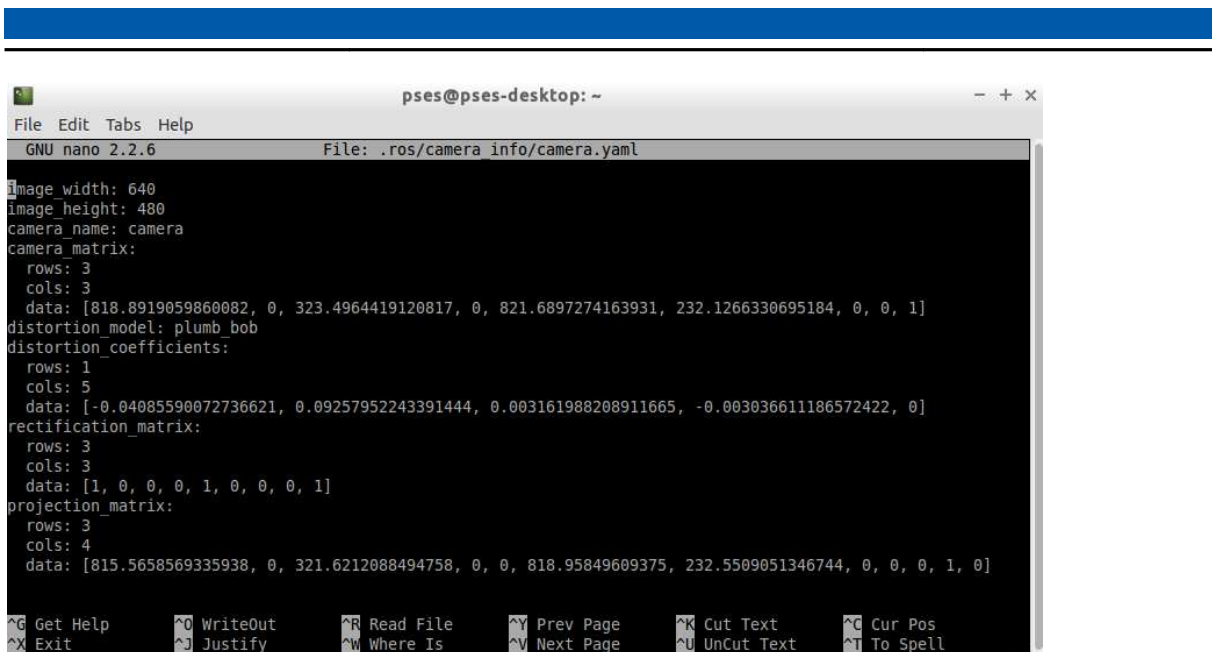 pses@pses-desktop: ~
File Edit Tabs Help
GNU nano 2.2.6 File: .ros/camera_info/camera.yaml
image_width: 640
image_height: 480
camera_name: camera
camera_matrix:
  rows: 3
  cols: 3
  data: [818.8919059860082, 0, 323.4964419120817, 0, 821.6897274163931, 232.1266330695184, 0, 0, 1]
distortion_model: plumb_bob
distortion_coefficients:
  rows: 1
  cols: 5
  data: [-0.04085590072736621, 0.09257952243391444, 0.003161988208911665, -0.003036611186572422, 0]
rectification_matrix:
  rows: 3
  cols: 3
  data: [1, 0, 0, 0, 1, 0, 0, 0, 1]
projection_matrix:
  rows: 3
  cols: 4
  data: [815.5658569335938, 0, 321.6212088494758, 0, 0, 818.95849609375, 232.5509051346744, 0, 0, 0, 1, 0]
^G Get Help ^O WriteOut ^R Read File ^Y Prev Page ^K Cut Text ^C Cur Pos
^X Exit ^J Justify ^W Where Is ^V Next Page ^U UnCut Text ^T To Spell